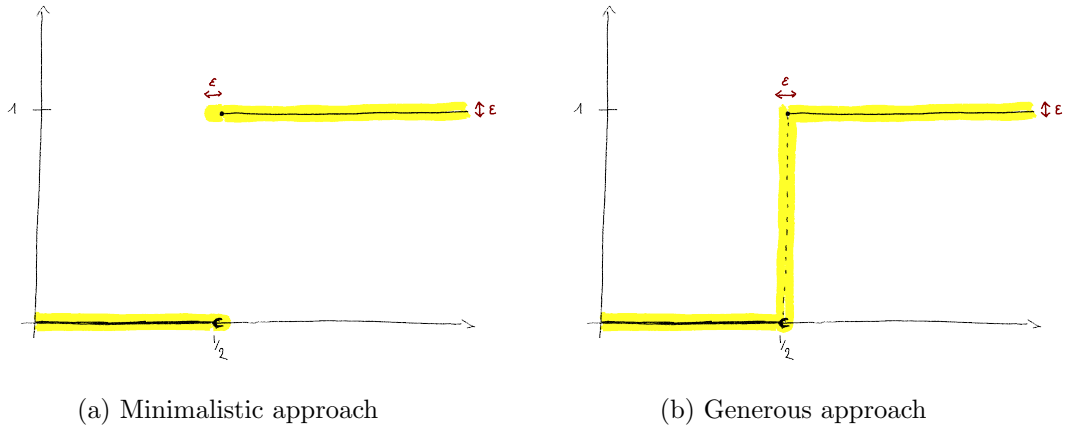 ε
1
ε
1/2
(a) Minimalistic approach
ε
1
ε
1/2
(b) Generous approach